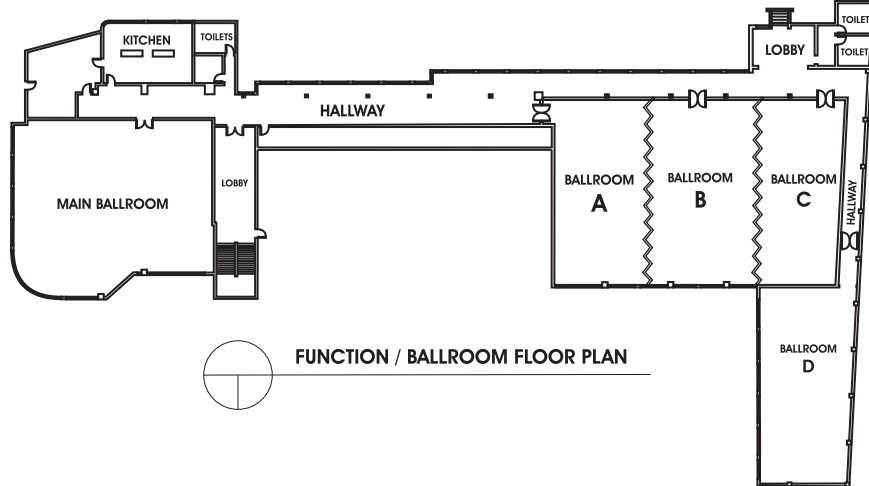 KITCHEN
TOILETS
TOILET
LOBBY
TOILET
HALLWAY
MAIN BALLROOM
LOBBY
BALLROOM
A
BALLROOM
B
BALLROOM
C
HALLWAY
FUNCTION / BALLROOM FLOOR PLAN
BALLROOM
D